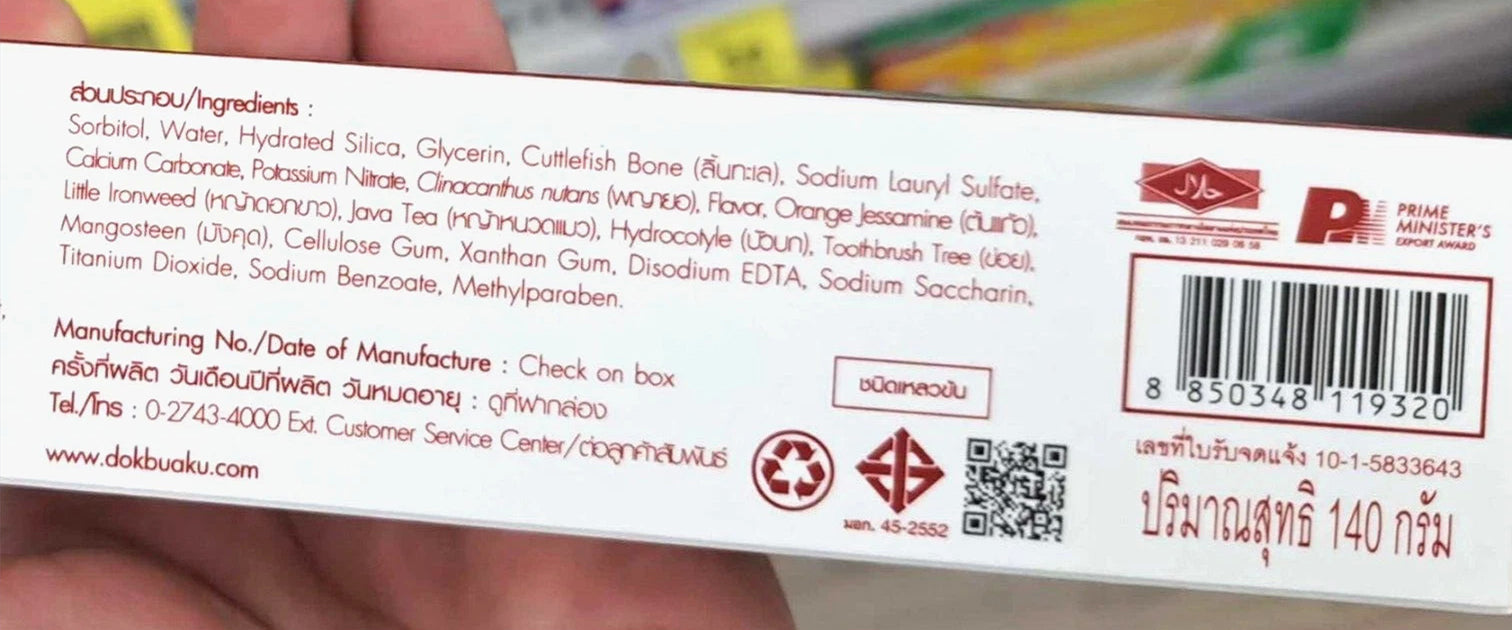 ส่วนประกอบ/Ingredients :
Sorbitol, Water, Hydrated Silica, Glycerin, Cuttlefish Bone (ลิ้นทะเล), Sodium Lauryl Sulfate,
Calcium Carbonate, Potassium Nitrate, Clinacanthus nutans (พญายอ), Flavor, Orange Jessamine (ต้นแก้ว),
Little Ironweed (หญ้าดอกขาว), Java Tea (หญ้าหนวดแมว), Hydrocotyle (บัวบก), Toothbrush Tree (ข่อย),
Mangosteen (มังคุด), Cellulose Gum, Xanthan Gum, Disodium EDTA, Sodium Saccharin,
Titanium Dioxide, Sodium Benzoate, Methylparaben.
Manufacturing No./Date of Manufacture : Check on box
ครั้งที่ผลิต วันเดือนปีที่ผลิต วันหมดอายุ : ดูที่ฝากล่อง
Tel./โทร : 0-2743-4000 Ext. Customer Service Center/ต่อลูกค้าสัมพันธ์
www.dokbuaku.com
ชนิดเหลวข้น
มอก. 45-2552
حلال
PRIME
MINISTER'S
EXPORT AWARD
8 850348 119320
เลขที่ใบรับจดแจ้ง 10-1-5833643
ปริมาณสุทธิ 140 กรัม